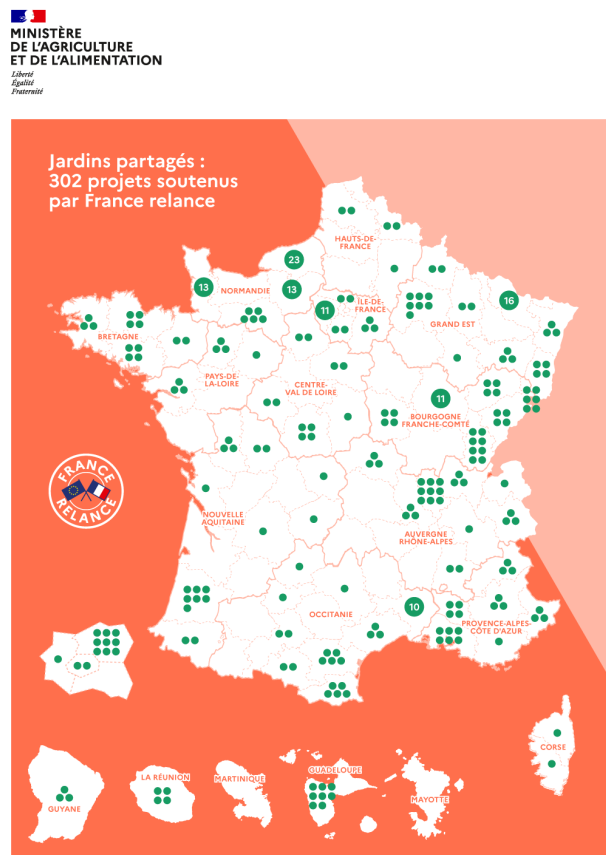 MINISTÈRE
DE L'AGRICULTURE
ET DE L'ALIMENTATION
Liberté
Égalité
Fraternité
Jardins partagés :
302 projets soutenus
par France relance
HAUTS-DE-
FRANCE
23
13
NORMANDIE
13
11
ÎLE-DE-
FRANCE
16
GRAND EST
BRETAGNE
PAYS-DE-
LA-LOIRE
CENTRE-
VAL DE LOIRE
11
BOURGOGNE
FRANCHE-COMTÉ
FRANCE
RELANCE
NOUVELLE
AQUITAINE
AUVERGNE
RHÔNE-ALPES
OCCITANIE
10
PROVENCE-ALPES-
CÔTE D'AZUR
CORSE
GUYANE
LA RÉUNION
MARTINIQUE
GUADELOUPE
MAYOTTE